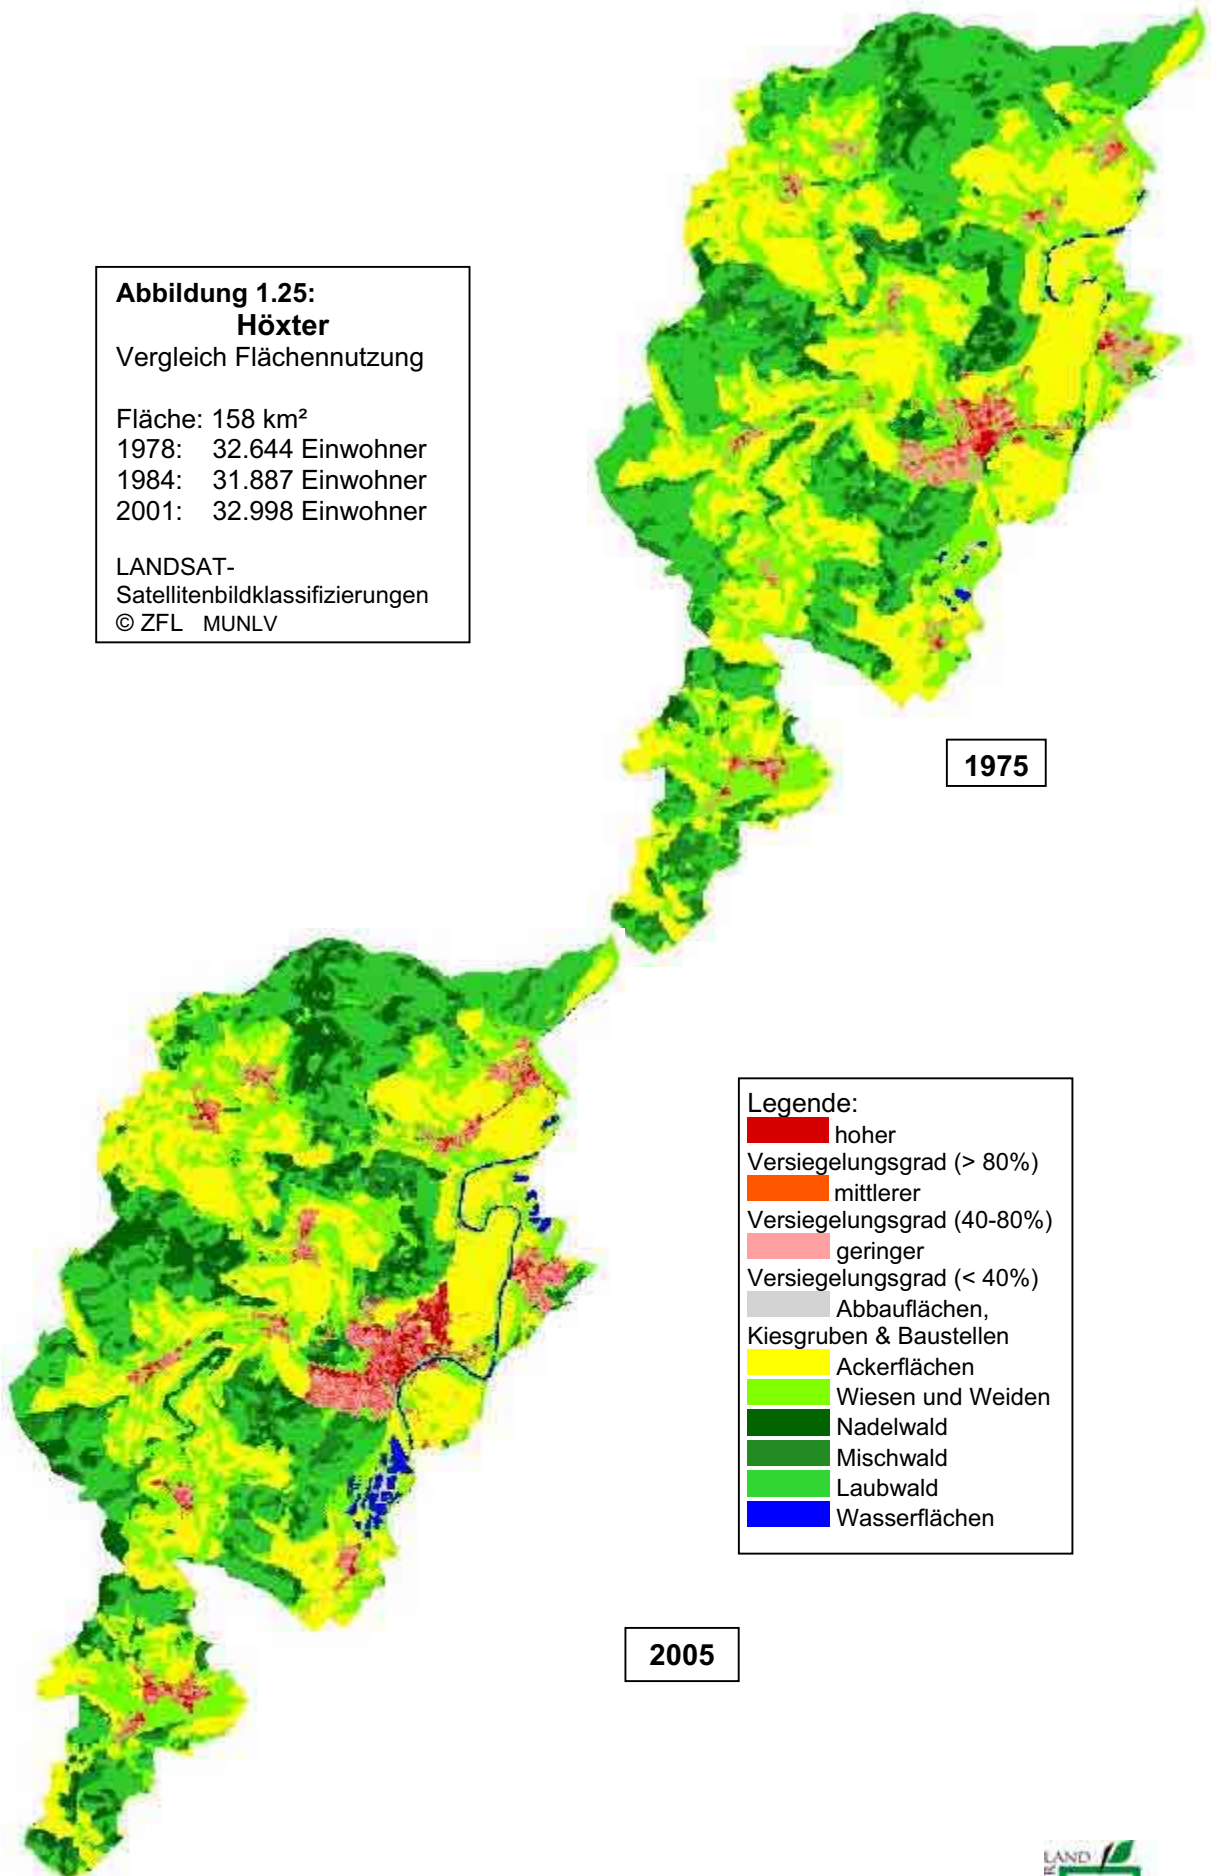 Abbildung 1.25:
Höxter
Vergleich Flächennutzung
Fläche: 158 km²
1978: 32.644 Einwohner
1984: 31.887 Einwohner
2001: 32.998 Einwohner
LANDSAT-
Satellitenbildklassifizierungen
© ZFL MUNLV
1975
Legende:
hoher
Versiegelungsgrad (> 80%)
mittlerer
Versiegelungsgrad (40-80%)
geringer
Versiegelungsgrad (< 40%)
Abbauflächen,
Kiesgruben & Baustellen
Ackerflächen
Wiesen und Weiden
Nadelwald
Mischwald
Laubwald
Wasserflächen
2005
LAND